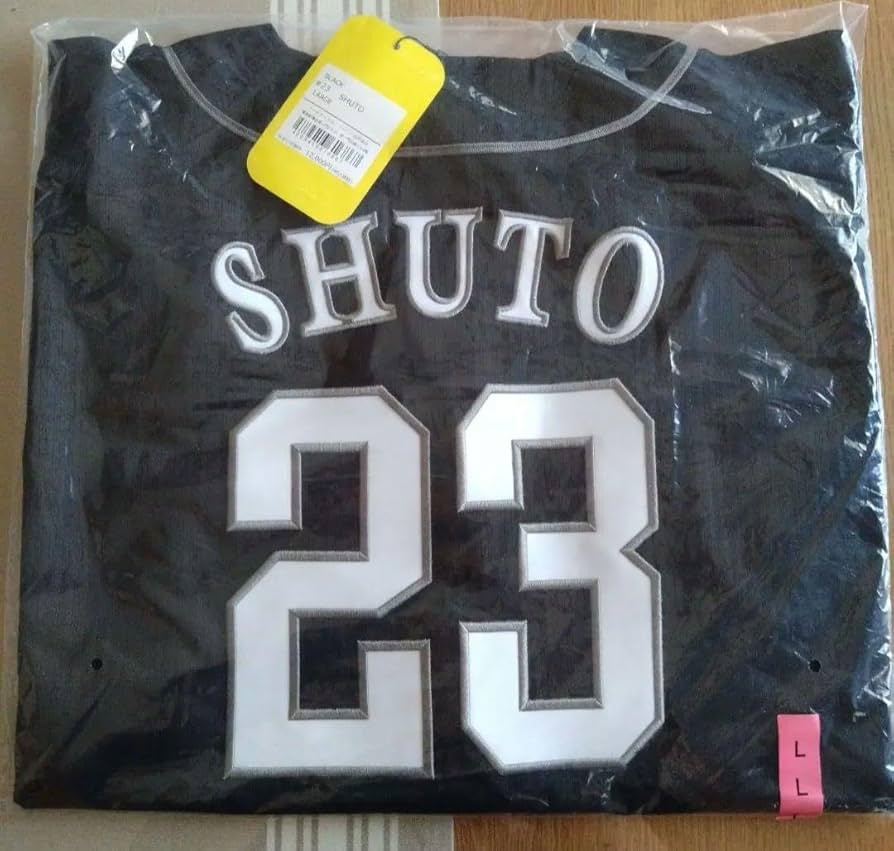 BLACK
#23 SHUTO
LARGE
SHUTO
23
L
L